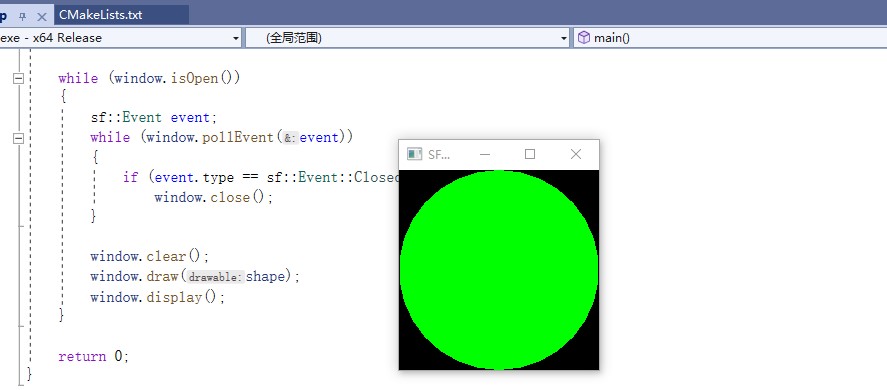 p CMakeLists.txt
exe - x64 Release (全局范围) main()
while (window.isOpen())
{
sf::Event event;
while (window.pollEvent(&:event))
{
if (event.type == sf::Event::Closed
window.close();
}
window.clear();
window.draw(drawable:shape);
window.display();
}
return 0;
}
SF...